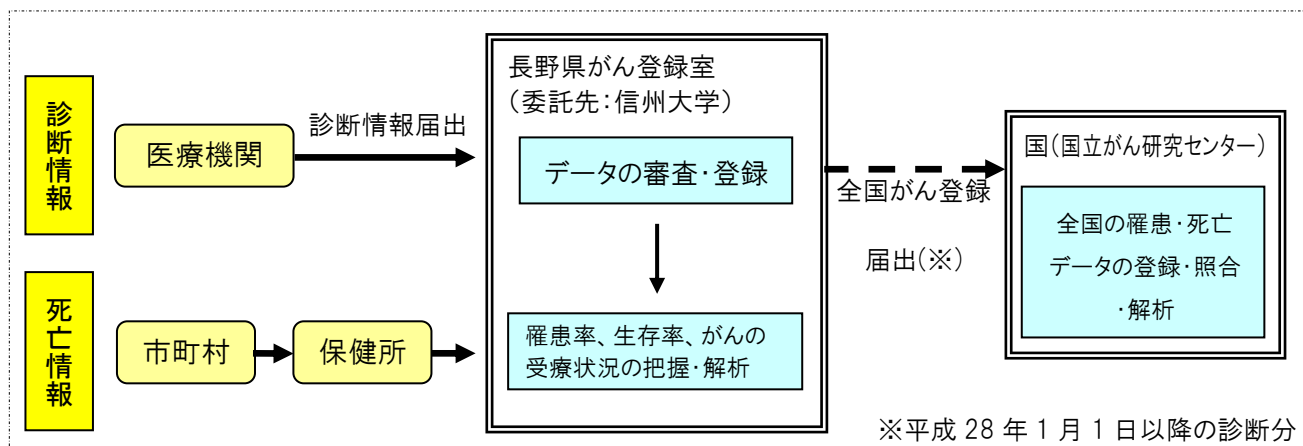 診断情報
医療機関
診断情報届出
長野県がん登録室
(委託先:信州大学)
データの審査・登録
全国がん登録
届出(※)
国(国立がん研究センター)
全国の罹患・死亡
データの登録・照合
・解析
死亡情報
市町村
保健所
罹患率、生存率、がんの
受療状況の把握・解析
※平成 28 年 1 月 1 日以降の診断分